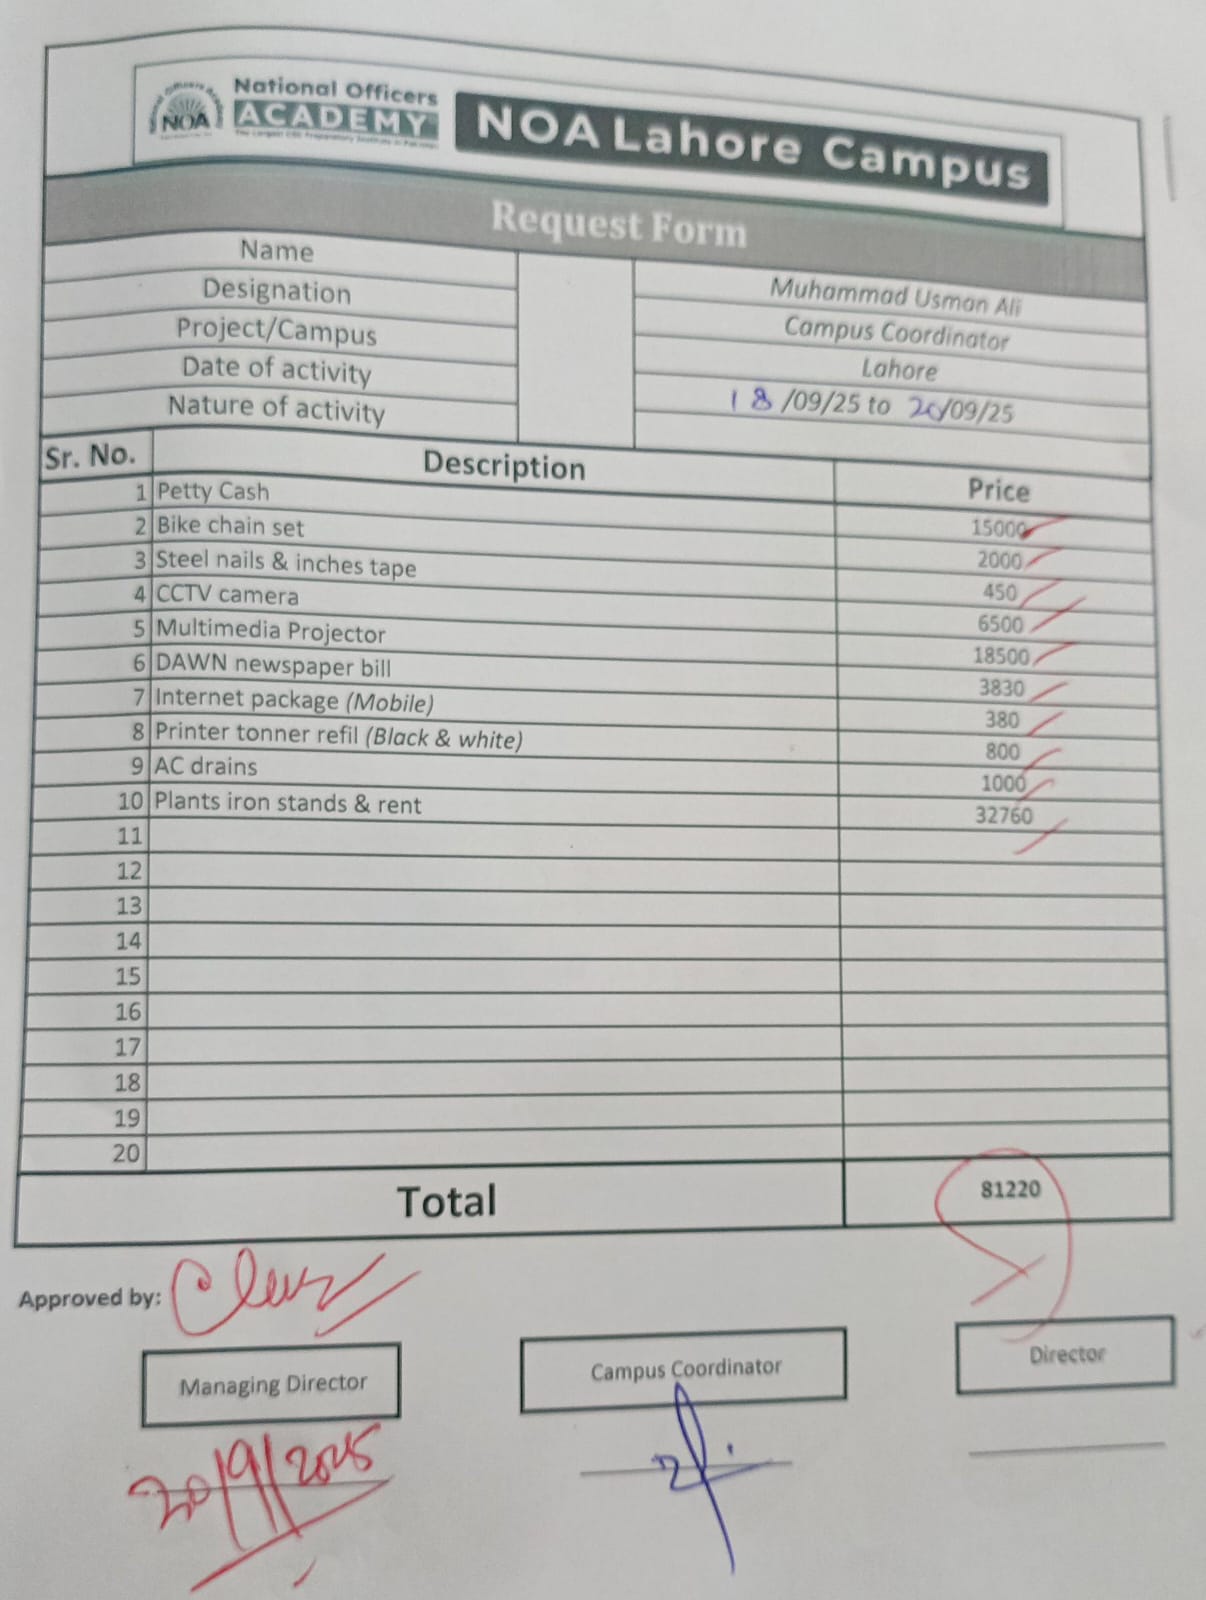 National Officers
ACADEMY
NOA
NOA Lahore Campus
Request Form
Name Muhammad Usman Ali
Designation Campus Coordinator
Project/Campus Lahore
Date of activity 18/09/25 to 20/09/25
Nature of activity
Sr. No. Description Price
1 Petty Cash 15000
2 Bike chain set 2000
3 Steel nails & inches tape 450
4 CCTV camera 6500
5 Multimedia Projector 18500
6 DAWN newspaper bill 3830
7 Internet package (Mobile) 380
8 Printer tonner refil (Black & white) 800
9 AC drains 1000
10 Plants iron stands & rent 32760
11
12
13
14
15
16
17
18
19
20
Total 81220
Approved by:
Managing Director Campus Coordinator Director
20/9/2025